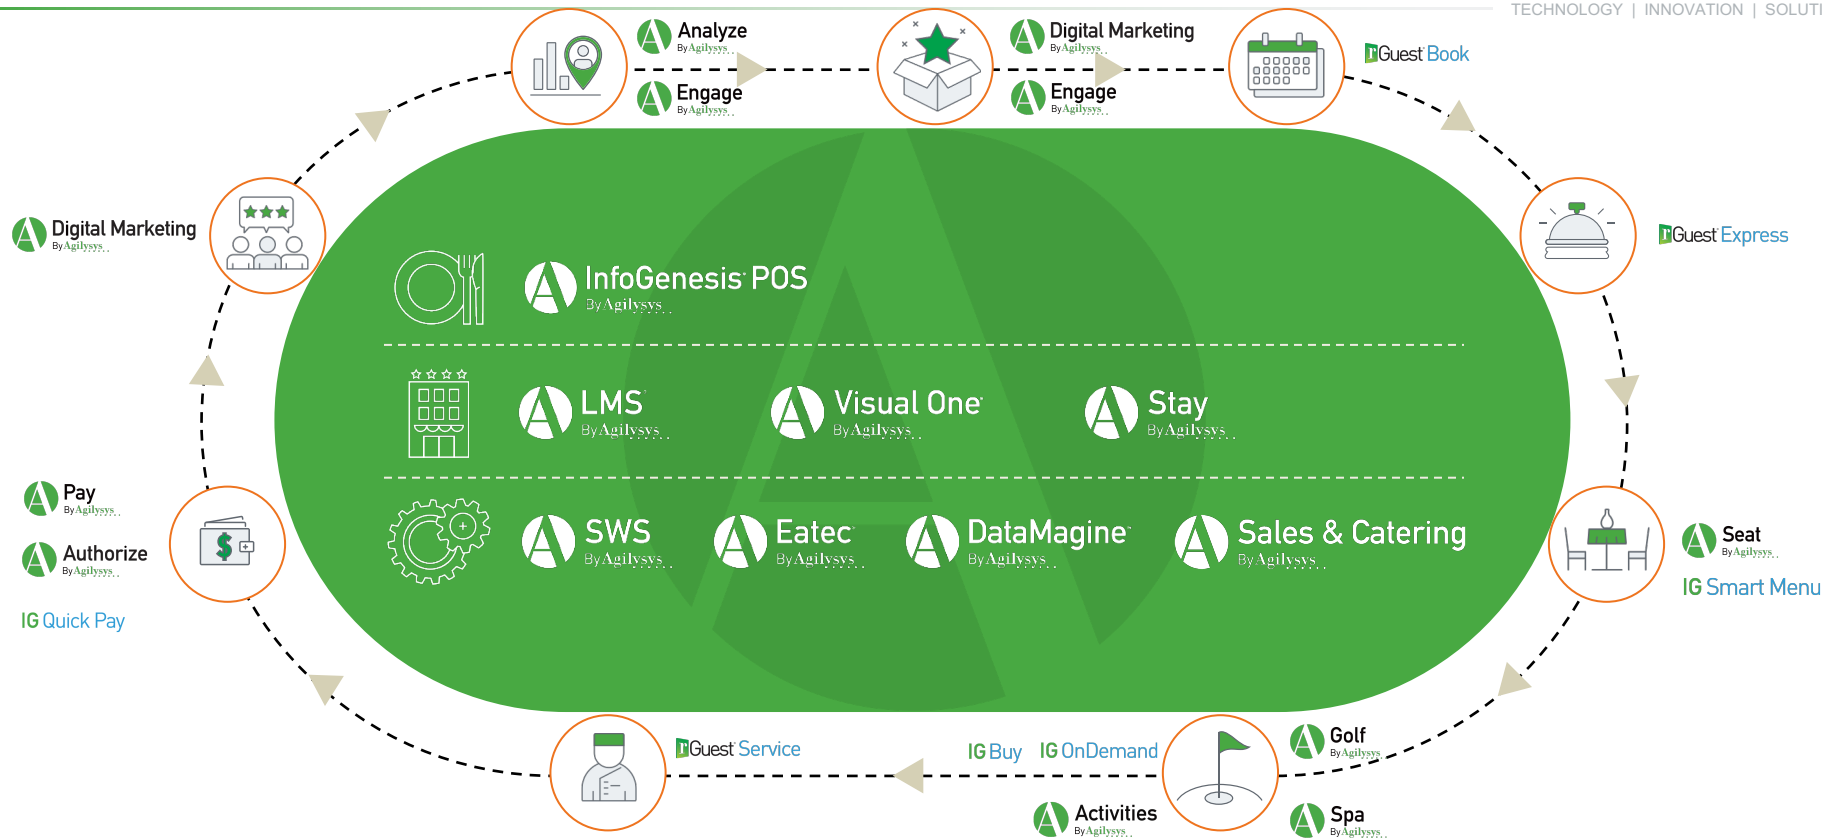 TECHNOLOGY | INNOVATION | SOLUTI
Analyze
By Agilysys
Engage
By Agilysys
Digital Marketing
By Agilysys
Engage
By Agilysys
rGuest Book
Digital Marketing
By Agilysys
rGuest Express
InfoGenesis POS
By Agilysys
LMS
By Agilysys
Visual One
By Agilysys
Stay
By Agilysys
SWS
By Agilysys
Eatec
By Agilysys
DataMagine
By Agilysys
Sales & Catering
By Agilysys
Pay
By Agilysys
Authorize
By Agilysys
IG Quick Pay
$
Seat
By Agilysys
IG Smart Menu
rGuest Service
IG Buy
IG OnDemand
Golf
By Agilysys
Activities
By Agilysys
Spa
By Agilysys